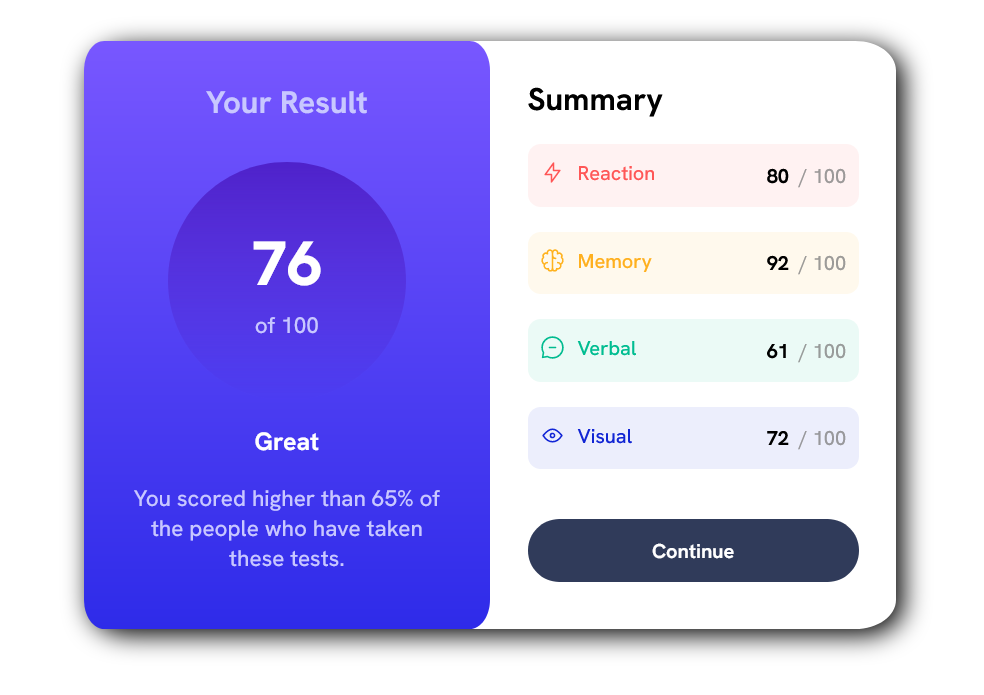 Your Result
76
of 100
Great
You scored higher than 65% of
the people who have taken
these tests.
Summary
Reaction 80 / 100
Memory 92 / 100
Verbal 61 / 100
Visual 72 / 100
Continue